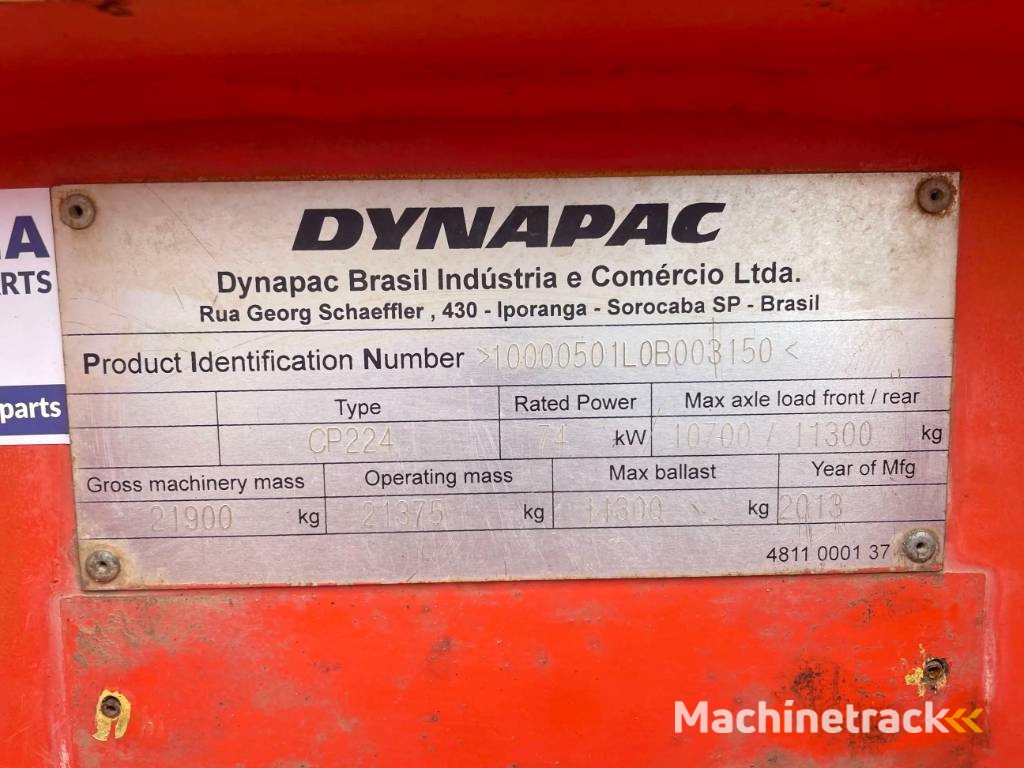 DYNAPAC
Dynapac Brasil Indústria e Comércio Ltda.
Rua Georg Schaeffler , 430 - Iporanga - Sorocaba SP - Brasil
Product Identification Number >10000501L0B003150<
Type Rated Power Max axle load front / rear
CP224 74 kW 10700 / 11300 kg
Gross machinery mass Operating mass Max ballast Year of Mfg
21900 kg 21375 kg 11300 kg 2013
4811 0001 37
A
ARTS
parts
Machinetrack